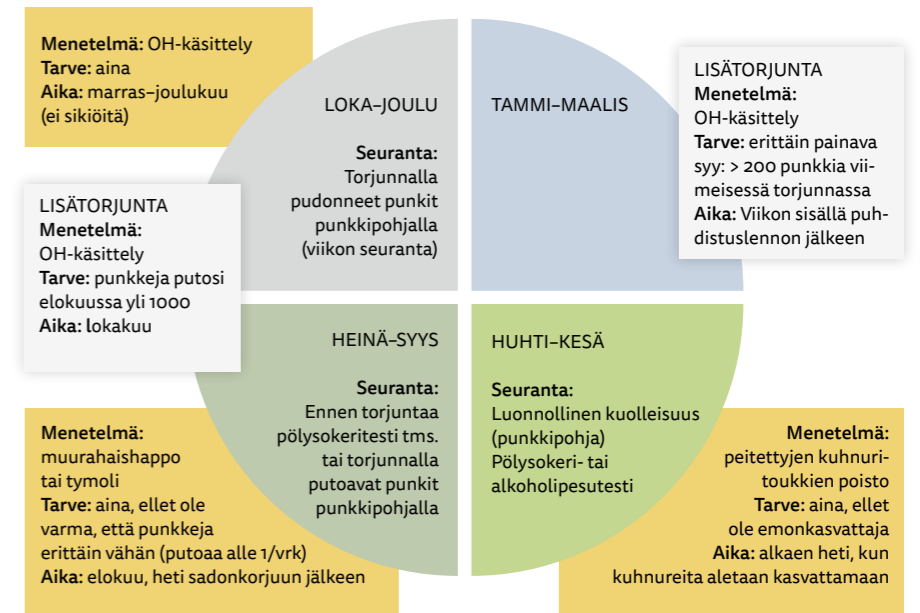 Menetelmä: OH-käsittely
Tarve: aina
Aika: marras–joulukuu
(ei sikiöitä)
LOKA–JOULU
Seuranta:
Torjunnalla
pudonneet punkit
punkkipohjalla
(viikon seuranta)
TAMMI–MAALIS
LISÄTORJUNTA
Menetelmä:
OH-käsittely
Tarve: erittäin painava
syy: > 200 punkkia vii-
meisessä torjunnassa
Aika: Viikon sisällä puh-
distuslennon jälkeen
LISÄTORJUNTA
Menetelmä:
OH-käsittely
Tarve: punkkeja putosi
elokuussa yli 1000
Aika: lokakuu
HEINÄ–SYYS
Seuranta:
Ennen torjuntaa
pölysokeritesti tms.
tai torjunnalla
putoavat punkit
punkkipohjalla
HUHTI–KESÄ
Seuranta:
Luonnollinen kuolleisuus
(punkkipohja)
Pölysokeri- tai
alkoholipesutesti
Menetelmä:
muurahaishappo
tai tymoli
Tarve: aina, ellet ole
varma, että punkkeja
erittäin vähän (putoaa alle 1/vrk)
Aika: elokuu, heti sadonkorjuun jälkeen
Menetelmä:
peitettyjen kuhnuri-
toukkien poisto
Tarve: aina, ellet
ole emonkasvattaja
Aika: alkaen heti, kun
kuhnureita aletaan kasvattamaan